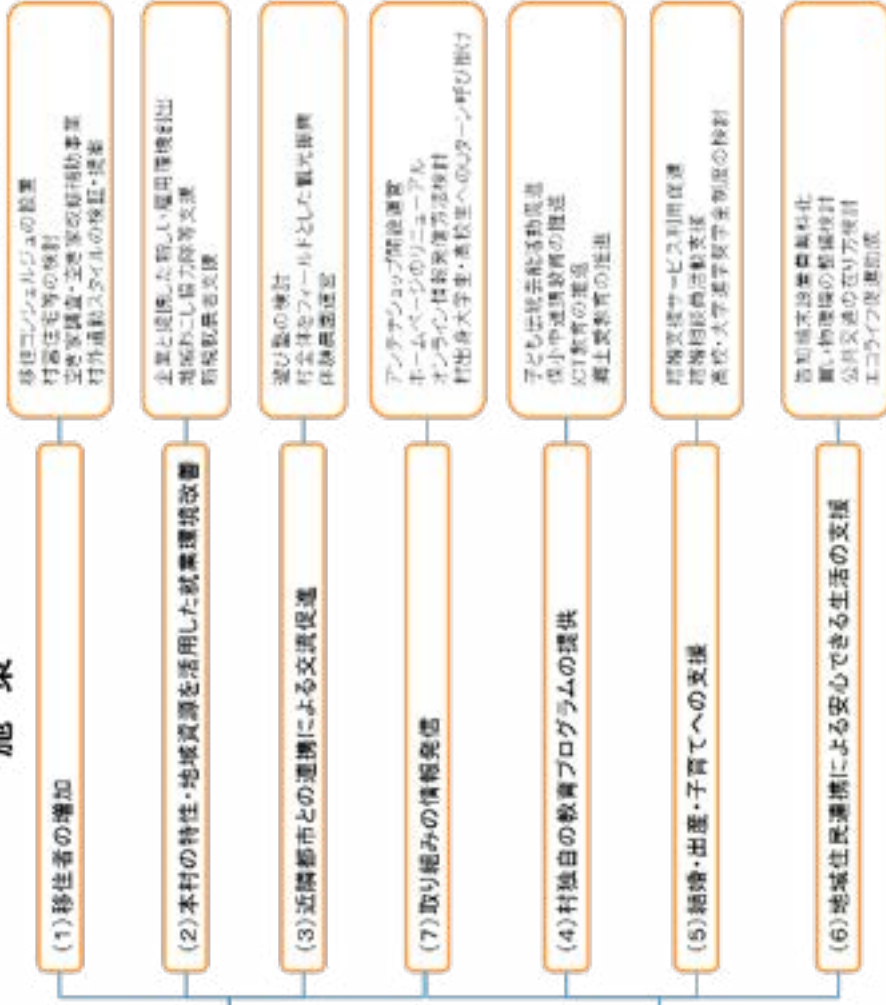 施 策
(1)移住者の増加
移住コンシェルジュの設置
村営住宅等の検討
空き家調査・空き家改修補助事業
村外通勤スタイルの検証・提案
(2)本村の特性・地域資源を活用した就業環境改善
企業と連携した新しい雇用環境創出
地域おこし協力隊等支援
新規就農者支援
(3)近隣都市との連携による交流促進
遊び塾の検討
村全体をフィールドとした観光振興
体験農園運営
(7)取り組みの情報発信
アンテナショップ開設運営
ホームページのリニューアル
オンライン情報発信方法検討
村出身大学生・高校生へのUターン呼び掛け
(4)村独自の教育プログラムの提供
子ども伝統芸能活動促進
保小中連携教育の推進
ICT教育の推進
郷土愛教育の推進
(5)結婚・出産・子育てへの支援
結婚支援サービス利用促進
結婚相談員活動支援
高校・大学進学奨学金制度の検討
(6)地域住民連携による安心できる生活の支援
告知端末設置費無料化
買い物環境の整備検討
公共交通の在り方検討
エコライフ促進助成